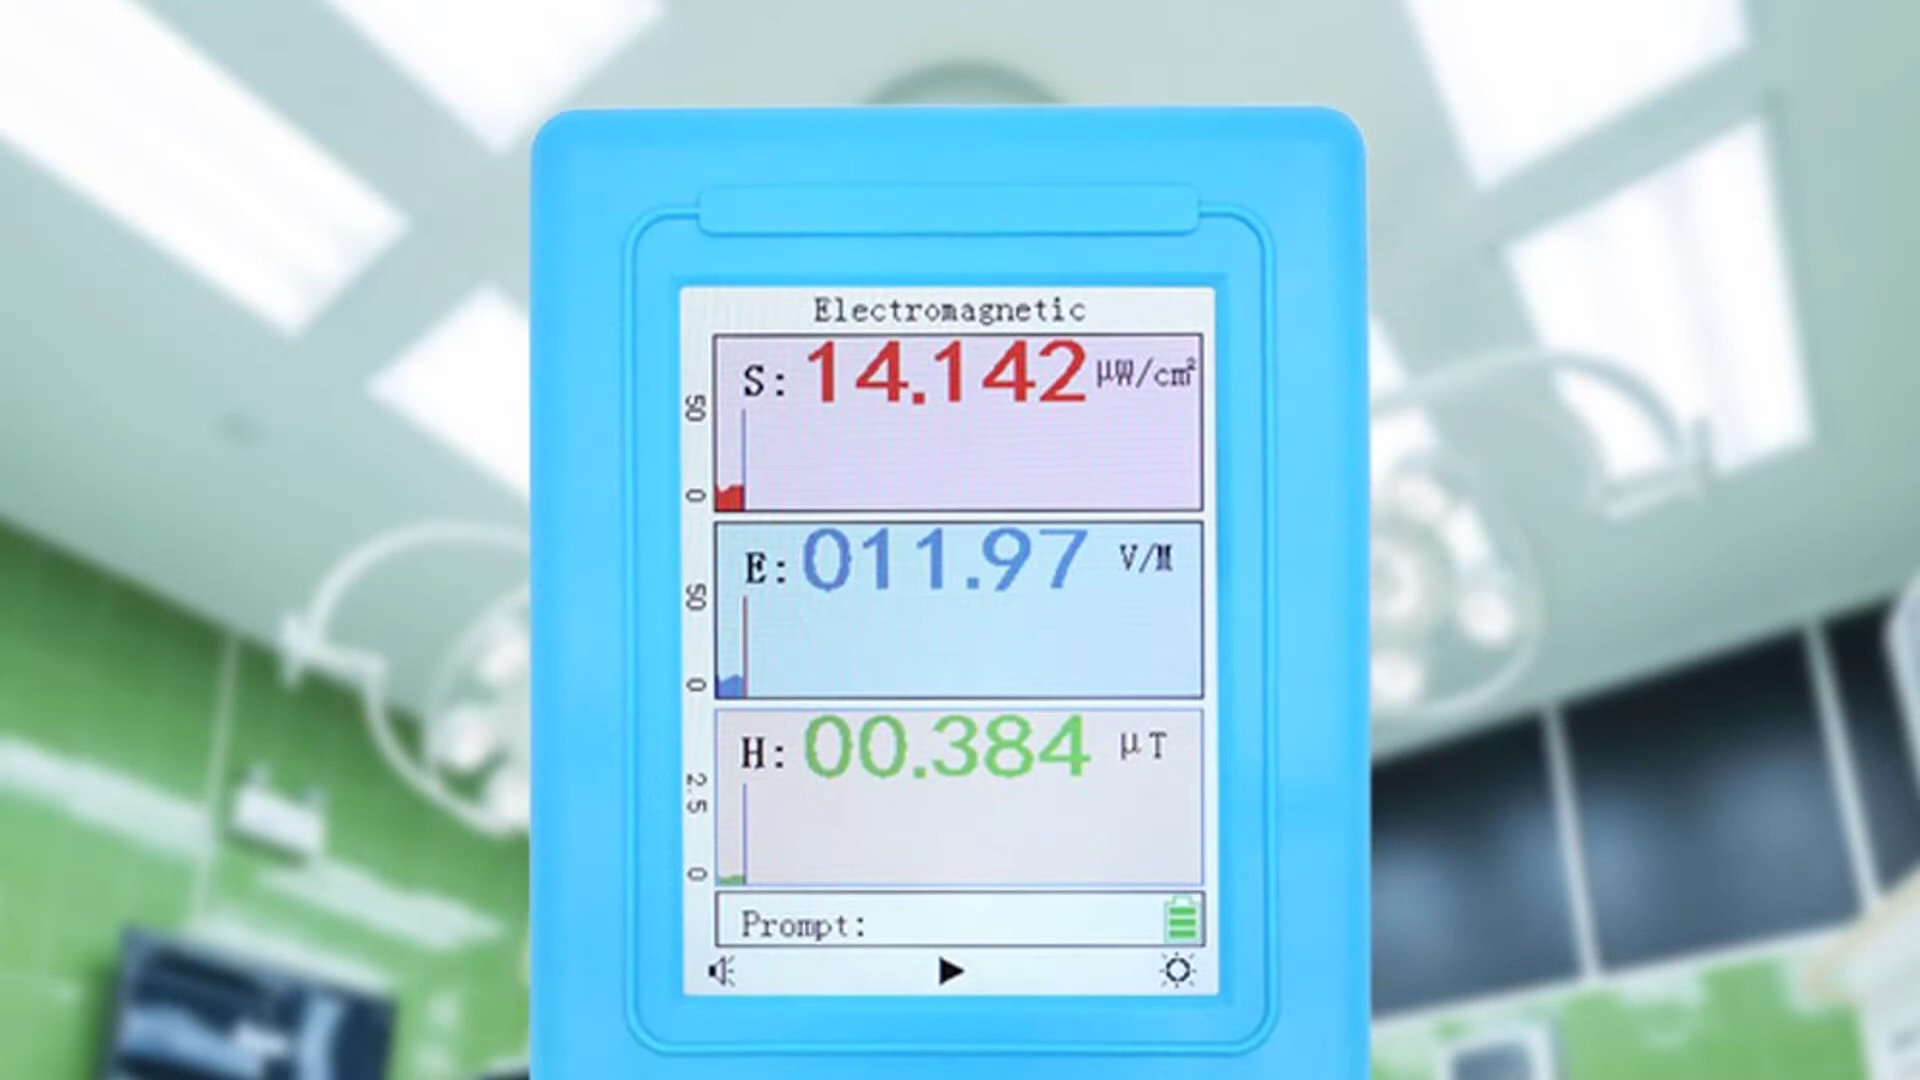 Electromagnetic
S: 14.142 μW/cm²
50
0
E: 011.97 V/M
50
0
H: 00.384 μT
2.5
0
Prompt: